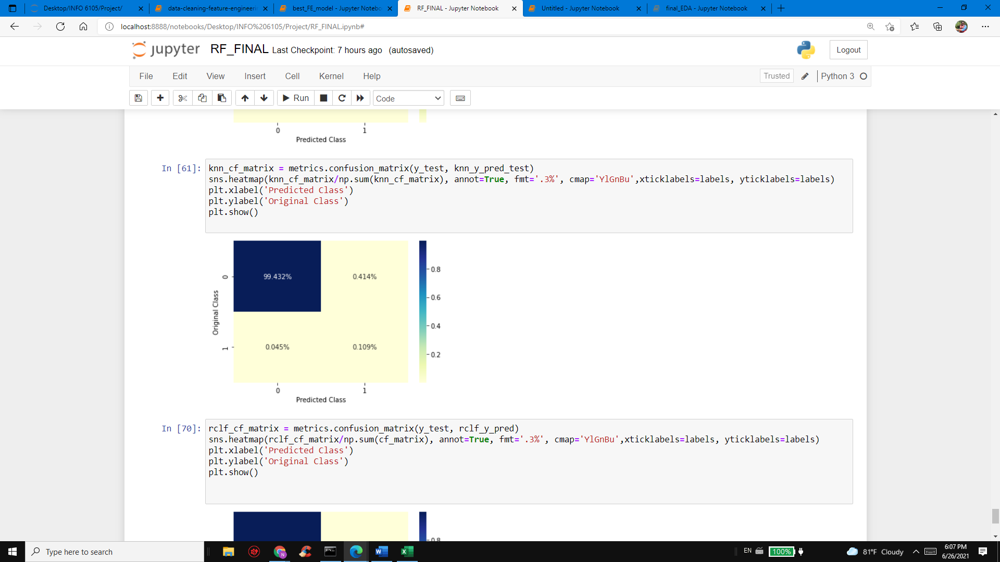 Desktop/INFO 6105/Project/
data-cleaning-feature-engineerin
best_FE_model - Jupyter Notebo
RF_FINAL - Jupyter Notebook
Untitled - Jupyter Notebook
final_EDA - Jupyter Notebook
localhost:8888/notebooks/Desktop/INFO%206105/Project/RF_FINAL.ipynb#
jupyter RF_FINAL Last Checkpoint: 7 hours ago (autosaved)
Logout
File Edit View Insert Cell Kernel Help
Trusted
Python 3
Run
Code
0 1
Predicted Class
In [61]:
knn_cf_matrix = metrics.confusion_matrix(y_test, knn_y_pred_test)
sns.heatmap(knn_cf_matrix/np.sum(knn_cf_matrix), annot=True, fmt='.3%', cmap='YlGnBu',xticklabels=labels, yticklabels=labels)
plt.xlabel('Predicted Class')
plt.ylabel('Original Class')
plt.show()
99.432% 0.414%
0.045% 0.109%
0
1
Original Class
0 1
Predicted Class
0.8
0.6
0.4
0.2
In [70]:
rclf_cf_matrix = metrics.confusion_matrix(y_test, rclf_y_pred)
sns.heatmap(rclf_cf_matrix/np.sum(cf_matrix), annot=True, fmt='.3%', cmap='YlGnBu',xticklabels=labels, yticklabels=labels)
plt.xlabel('Predicted Class')
plt.ylabel('Original Class')
plt.show()
0.8
Type here to search
N
W
X
EN
100%
81°F Cloudy
6:07 PM
6/26/2021